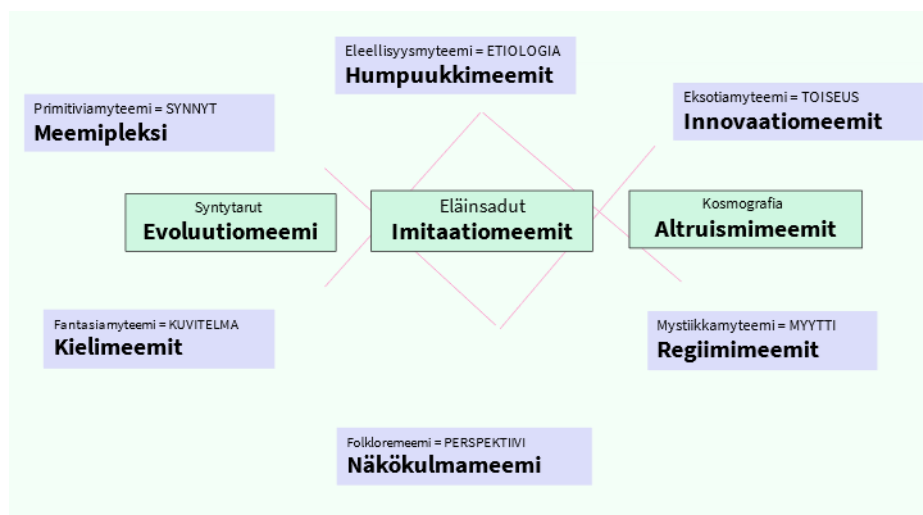 Eleellisyysmyteemi = ETIOLOGIA
Humpuukkimeemit
Primitiviamyteemi = SYNNYT
Meemipleksi
Eksotiamyteemi = TOISEUS
Innovaatiomeemit
Syntytarut
Evoluutiomeemi
Eläinsadut
Imitaatiomeemit
Kosmografia
Altruismimeemit
Fantasiamyteemi = KUVITELMA
Kielimeemit
Mystiikkamyteemi = MYYTTI
Regiimimeemit
Folkloremeemi = PERSPEKTIIVI
Näkökulmameemi